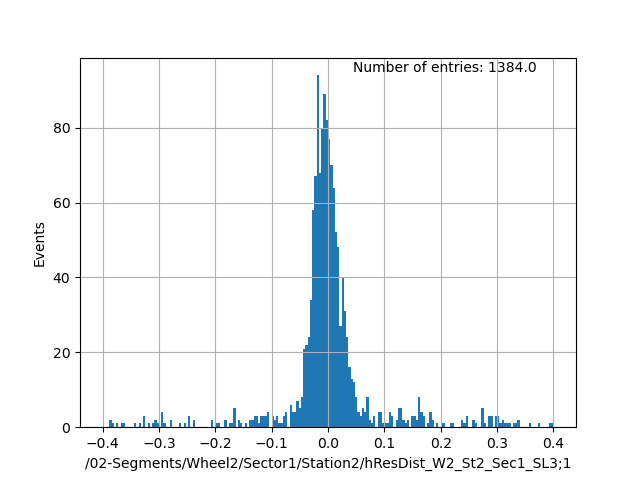 Number of entries: 1384.0
Events
80
60
40
20
0
−0.4 −0.3 −0.2 −0.1 0.0 0.1 0.2 0.3 0.4
/02-Segments/Wheel2/Sector1/Station2/hResDist_W2_St2_Sec1_SL3;1